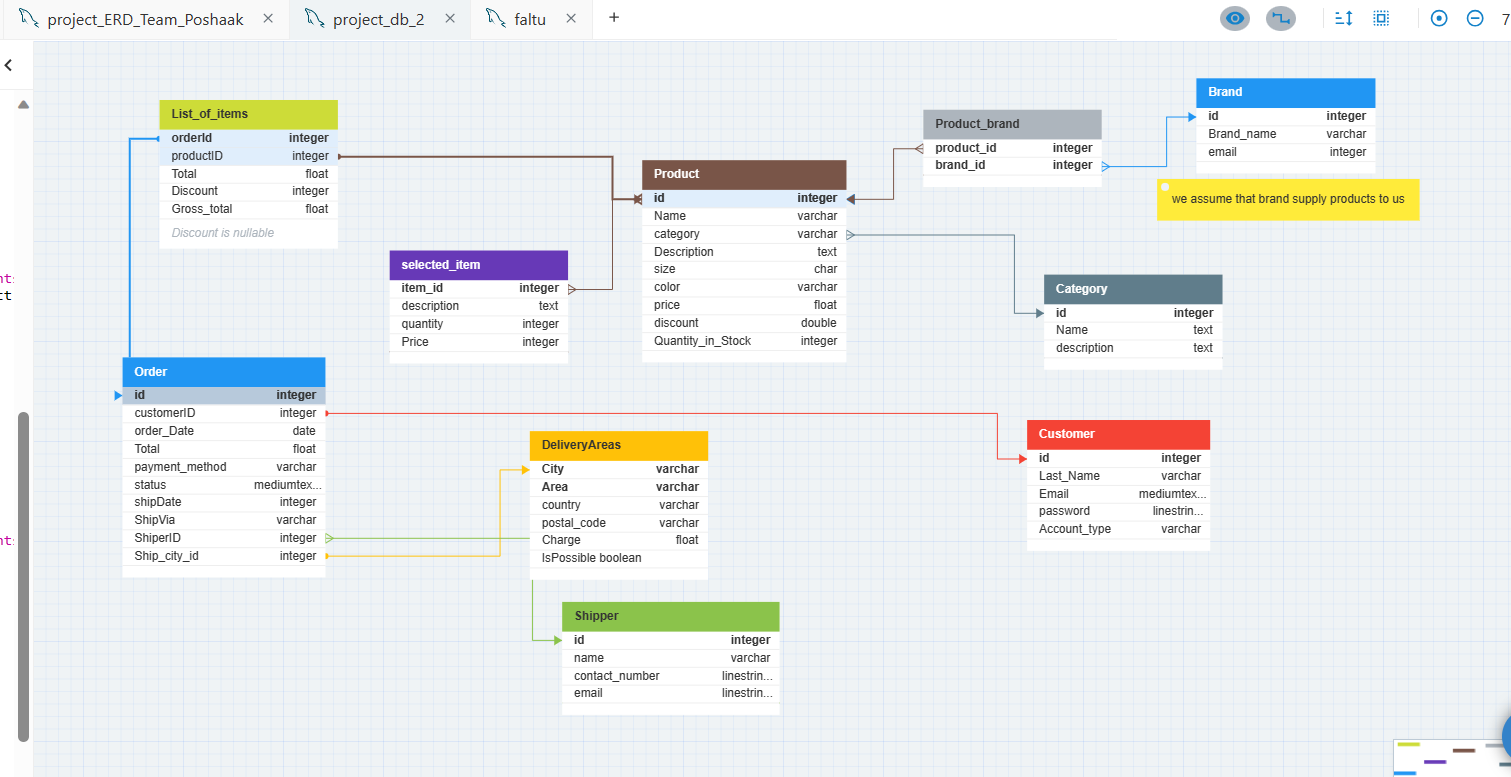 project_ERD_Team_Poshaak
project_db_2
faltu
7
List_of_items
orderId integer
productID integer
Total float
Discount integer
Gross_total float
Discount is nullable
selected_item
item_id integer
description text
quantity integer
Price integer
Product
id integer
Name varchar
category varchar
Description text
size char
color varchar
price float
discount double
Quantity_in_Stock integer
Product_brand
product_id integer
brand_id integer
Brand
id integer
Brand_name varchar
email integer
we assume that brand supply products to us
Category
id integer
Name text
description text
Order
id integer
customerID integer
order_Date date
Total float
payment_method varchar
status mediumtex...
shipDate integer
ShipVia varchar
ShiperID integer
Ship_city_id integer
DeliveryAreas
City varchar
Area varchar
country varchar
postal_code varchar
Charge float
IsPossible boolean
Customer
id integer
Last_Name varchar
Email mediumtex...
password linestrin...
Account_type varchar
Shipper
id integer
name varchar
contact_number linestrin...
email linestrin...